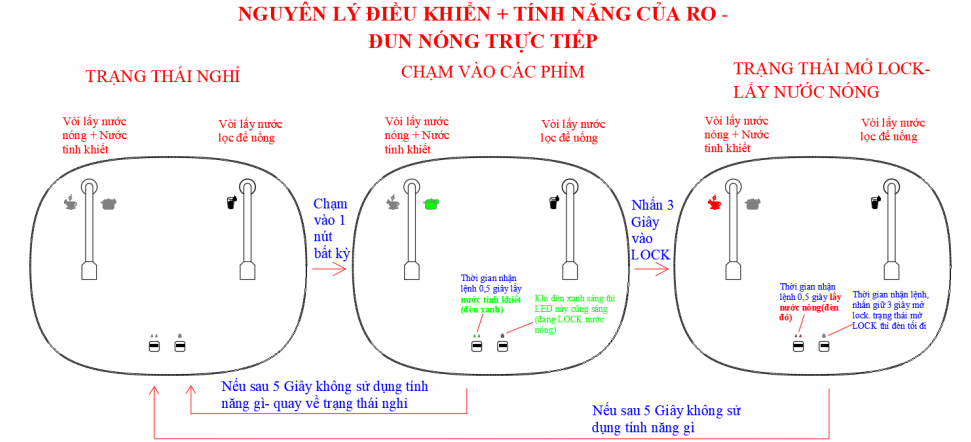 NGUYÊN LÝ ĐIỀU KHIỂN + TÍNH NĂNG CỦA RO -
ĐUN NÓNG TRỰC TIẾP
TRẠNG THÁI NGHỈ
CHẠM VÀO CÁC PHÍM
TRẠNG THÁI MỞ LOCK-
LẤY NƯỚC NÓNG
Vòi lấy nước
nóng + Nước
tinh khiết
Vòi lấy nước
lọc để uống
Vòi lấy nước
nóng + Nước
tinh khiết
Vòi lấy nước
lọc để uống
Vòi lấy nước
nóng + Nước
tinh khiết
Vòi lấy nước
lọc để uống
Chạm
vào 1
nút
bất kỳ
Nhấn 3
Giây
vào
LOCK
Thời gian nhận
lệnh 0,5 giây lấy
nước tinh khiết
(đèn xanh)
Khi đèn xanh sáng thì
LED này cũng sáng
(đang LOCK nước
nóng)
Thời gian nhận
lệnh 0,5 giây lấy
nước nóng(đèn
đỏ)
Thời gian nhận lệnh,
nhấn giữ 3 giây mở
lock. trạng thái mở
LOCK thì đèn tối đi
Nếu sau 5 Giây không sử dụng tính
năng gì- quay về trạng thái nghỉ
Nếu sau 5 Giây không sử
dụng tính năng gì